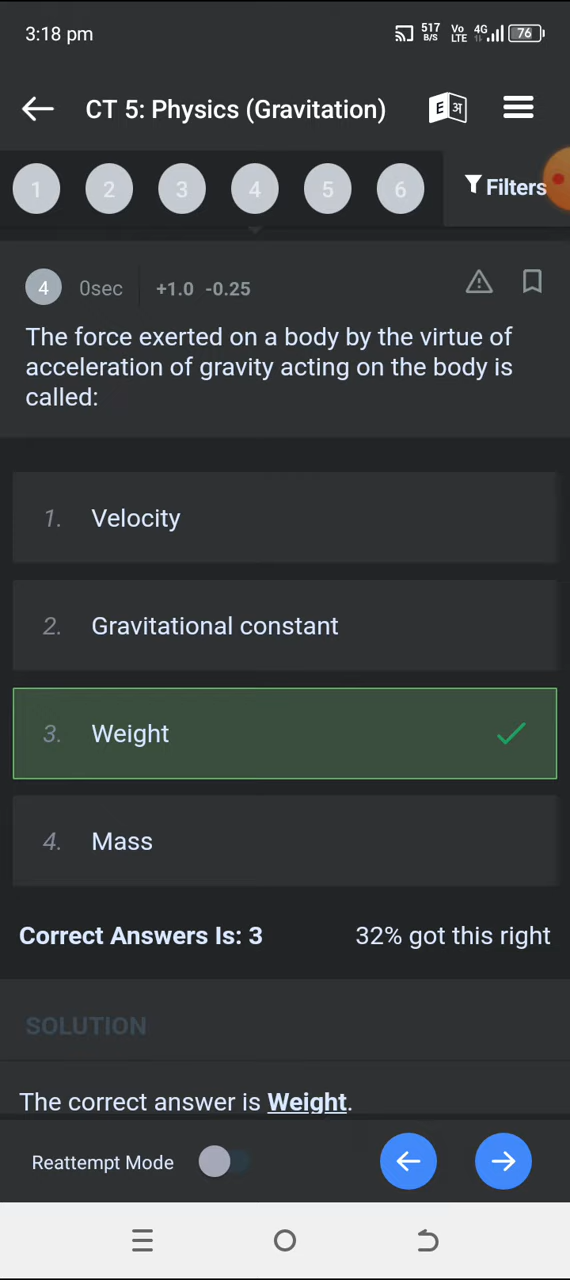 3:18 pm 517 B/S Vo LTE 4G 76
CT 5: Physics (Gravitation) E अ
1 2 3 4 5 6 Filters
4 0sec +1.0 -0.25
The force exerted on a body by the virtue of
acceleration of gravity acting on the body is
called:
1. Velocity
2. Gravitational constant
3. Weight
4. Mass
Correct Answers Is: 3 32% got this right
SOLUTION
The correct answer is Weight.
Reattempt Mode